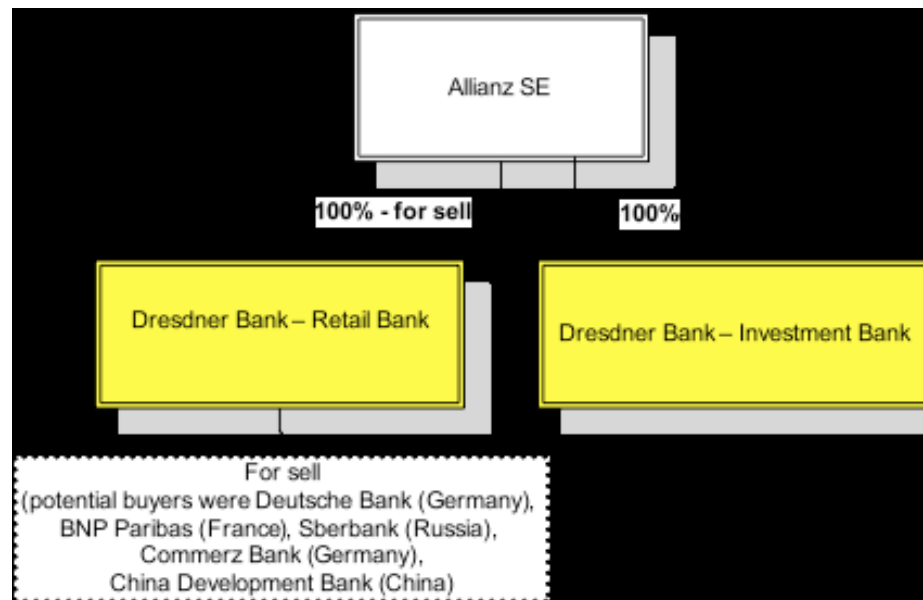 Allianz SE
100% - for sell
100%
Dresdner Bank – Retail Bank
Dresdner Bank – Investment Bank
For sell
(potential buyers were Deutsche Bank (Germany),
BNP Paribas (France), Sberbank (Russia),
Commerz Bank (Germany),
China Development Bank (China)